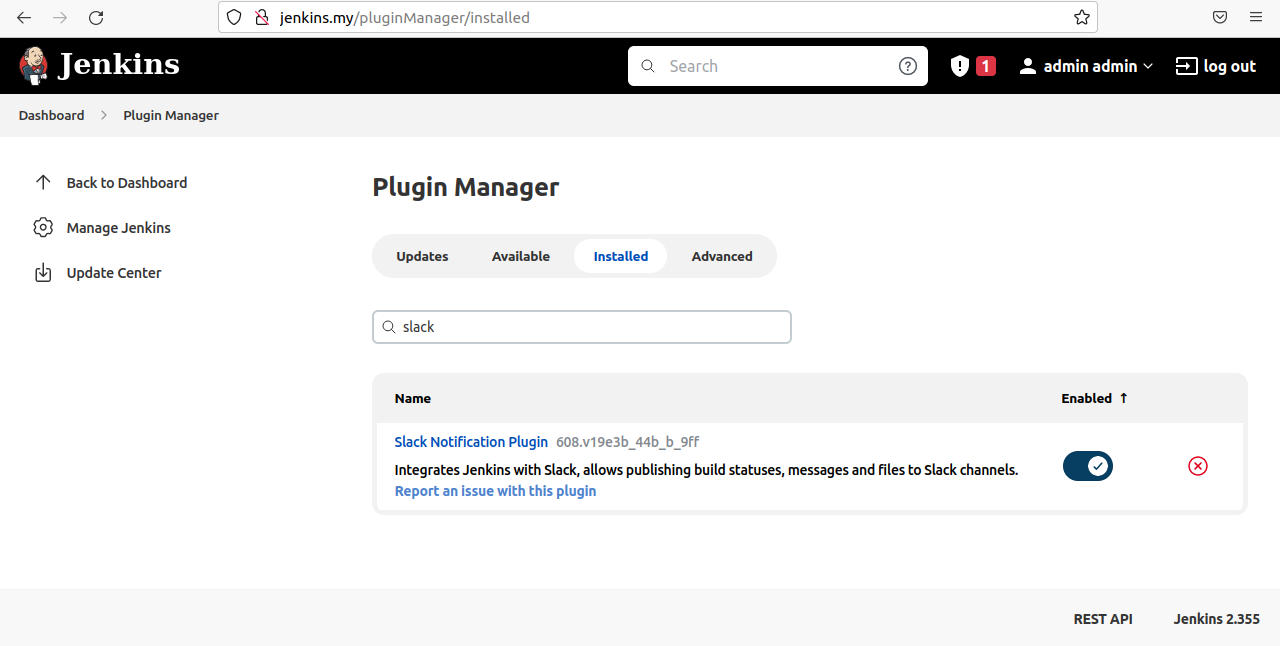 jenkins.my/pluginManager/installed
Jenkins
Search
1
admin admin
log out
Dashboard
Plugin Manager
Back to Dashboard
Manage Jenkins
Update Center
Plugin Manager
Updates
Available
Installed
Advanced
slack
Name
Enabled ↑
Slack Notification Plugin 608.v19e3b_44b_b_9ff
Integrates Jenkins with Slack, allows publishing build statuses, messages and files to Slack channels.
Report an issue with this plugin
REST API
Jenkins 2.355